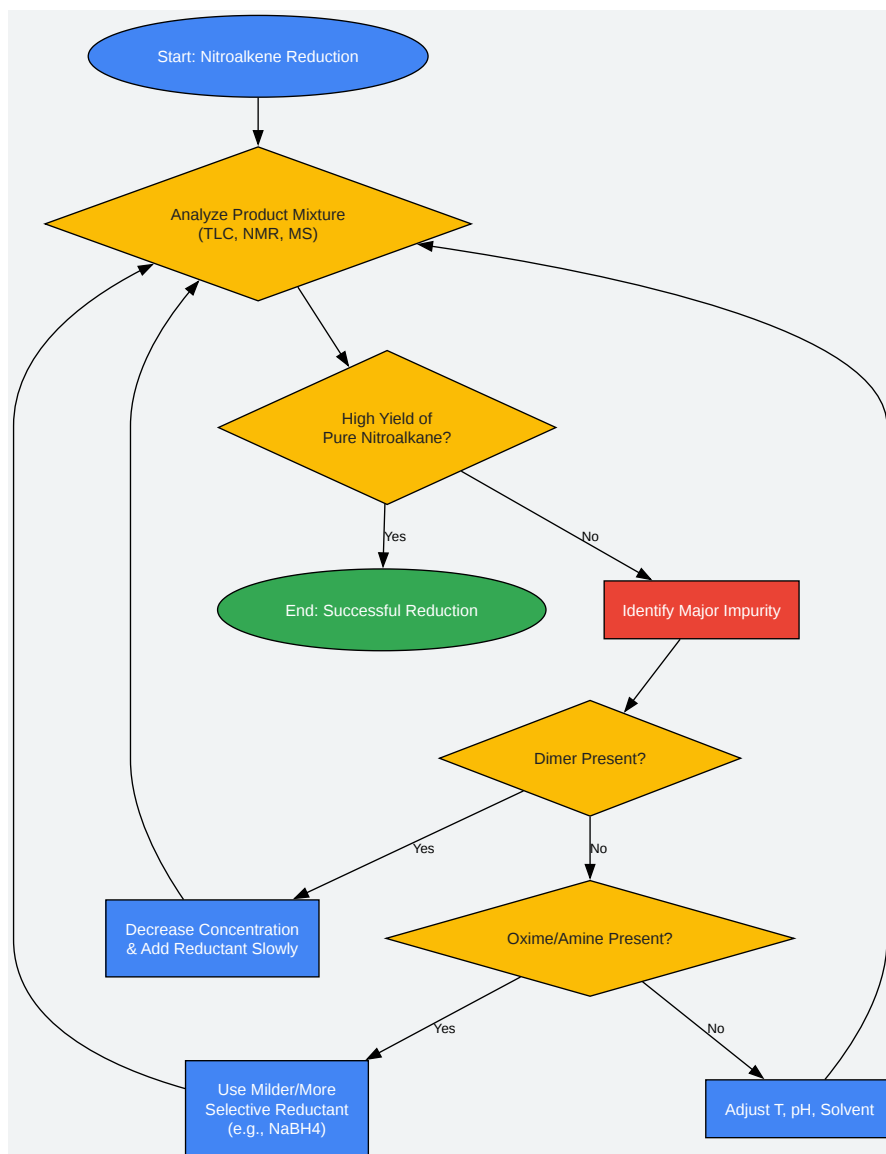 Start: Nitroalkene Reduction
Analyze Product Mixture
(TLC, NMR, MS)
High Yield of
Pure Nitroalkane?
Yes
No
End: Successful Reduction
Identify Major Impurity
Dimer Present?
Yes
No
Decrease Concentration
& Add Reductant Slowly
Oxime/Amine Present?
Yes
No
Use Milder/More
Selective Reductant
(e.g., NaBH4)
Adjust T, pH, Solvent